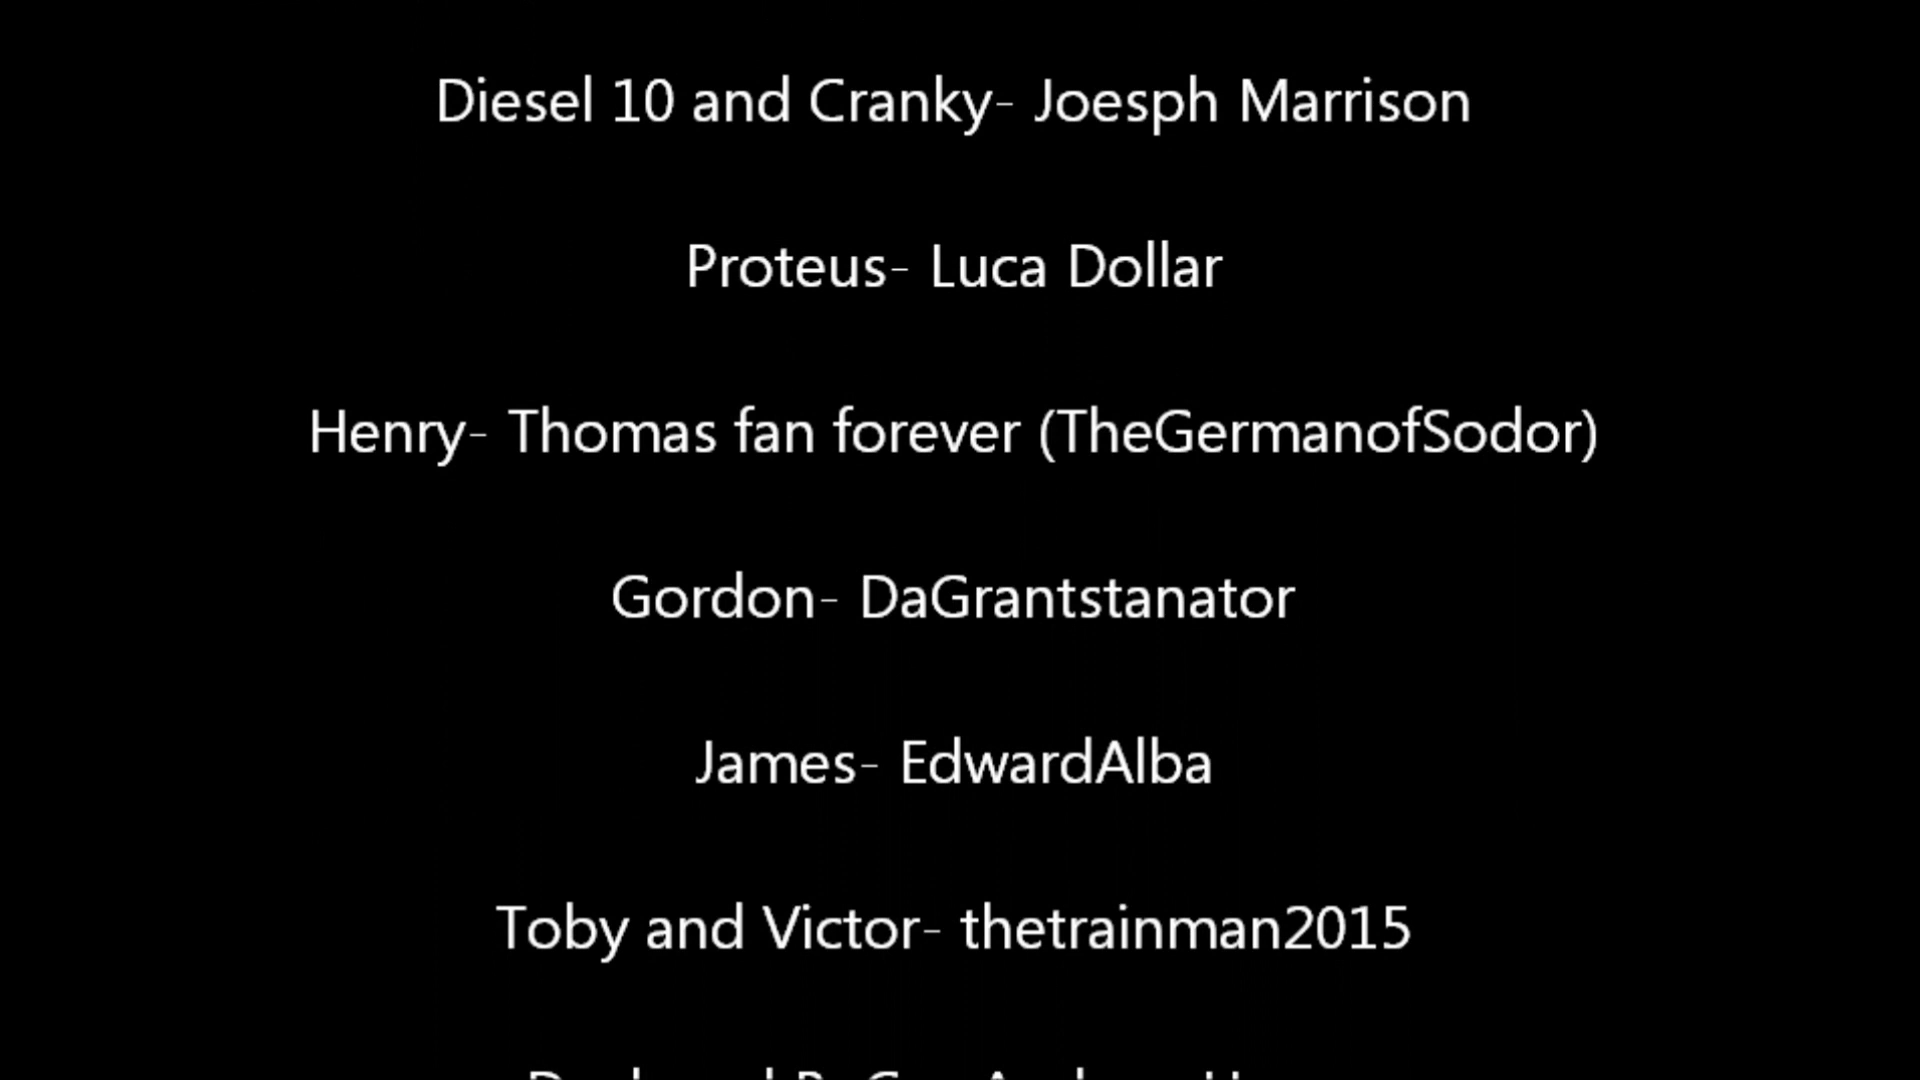 Diesel 10 and Cranky- Joesph Marrison
Proteus- Luca Dollar
Henry- Thomas fan forever (TheGermanofSodor)
Gordon- DaGrantstanator
James- EdwardAlba
Toby and Victor- thetrainman2015